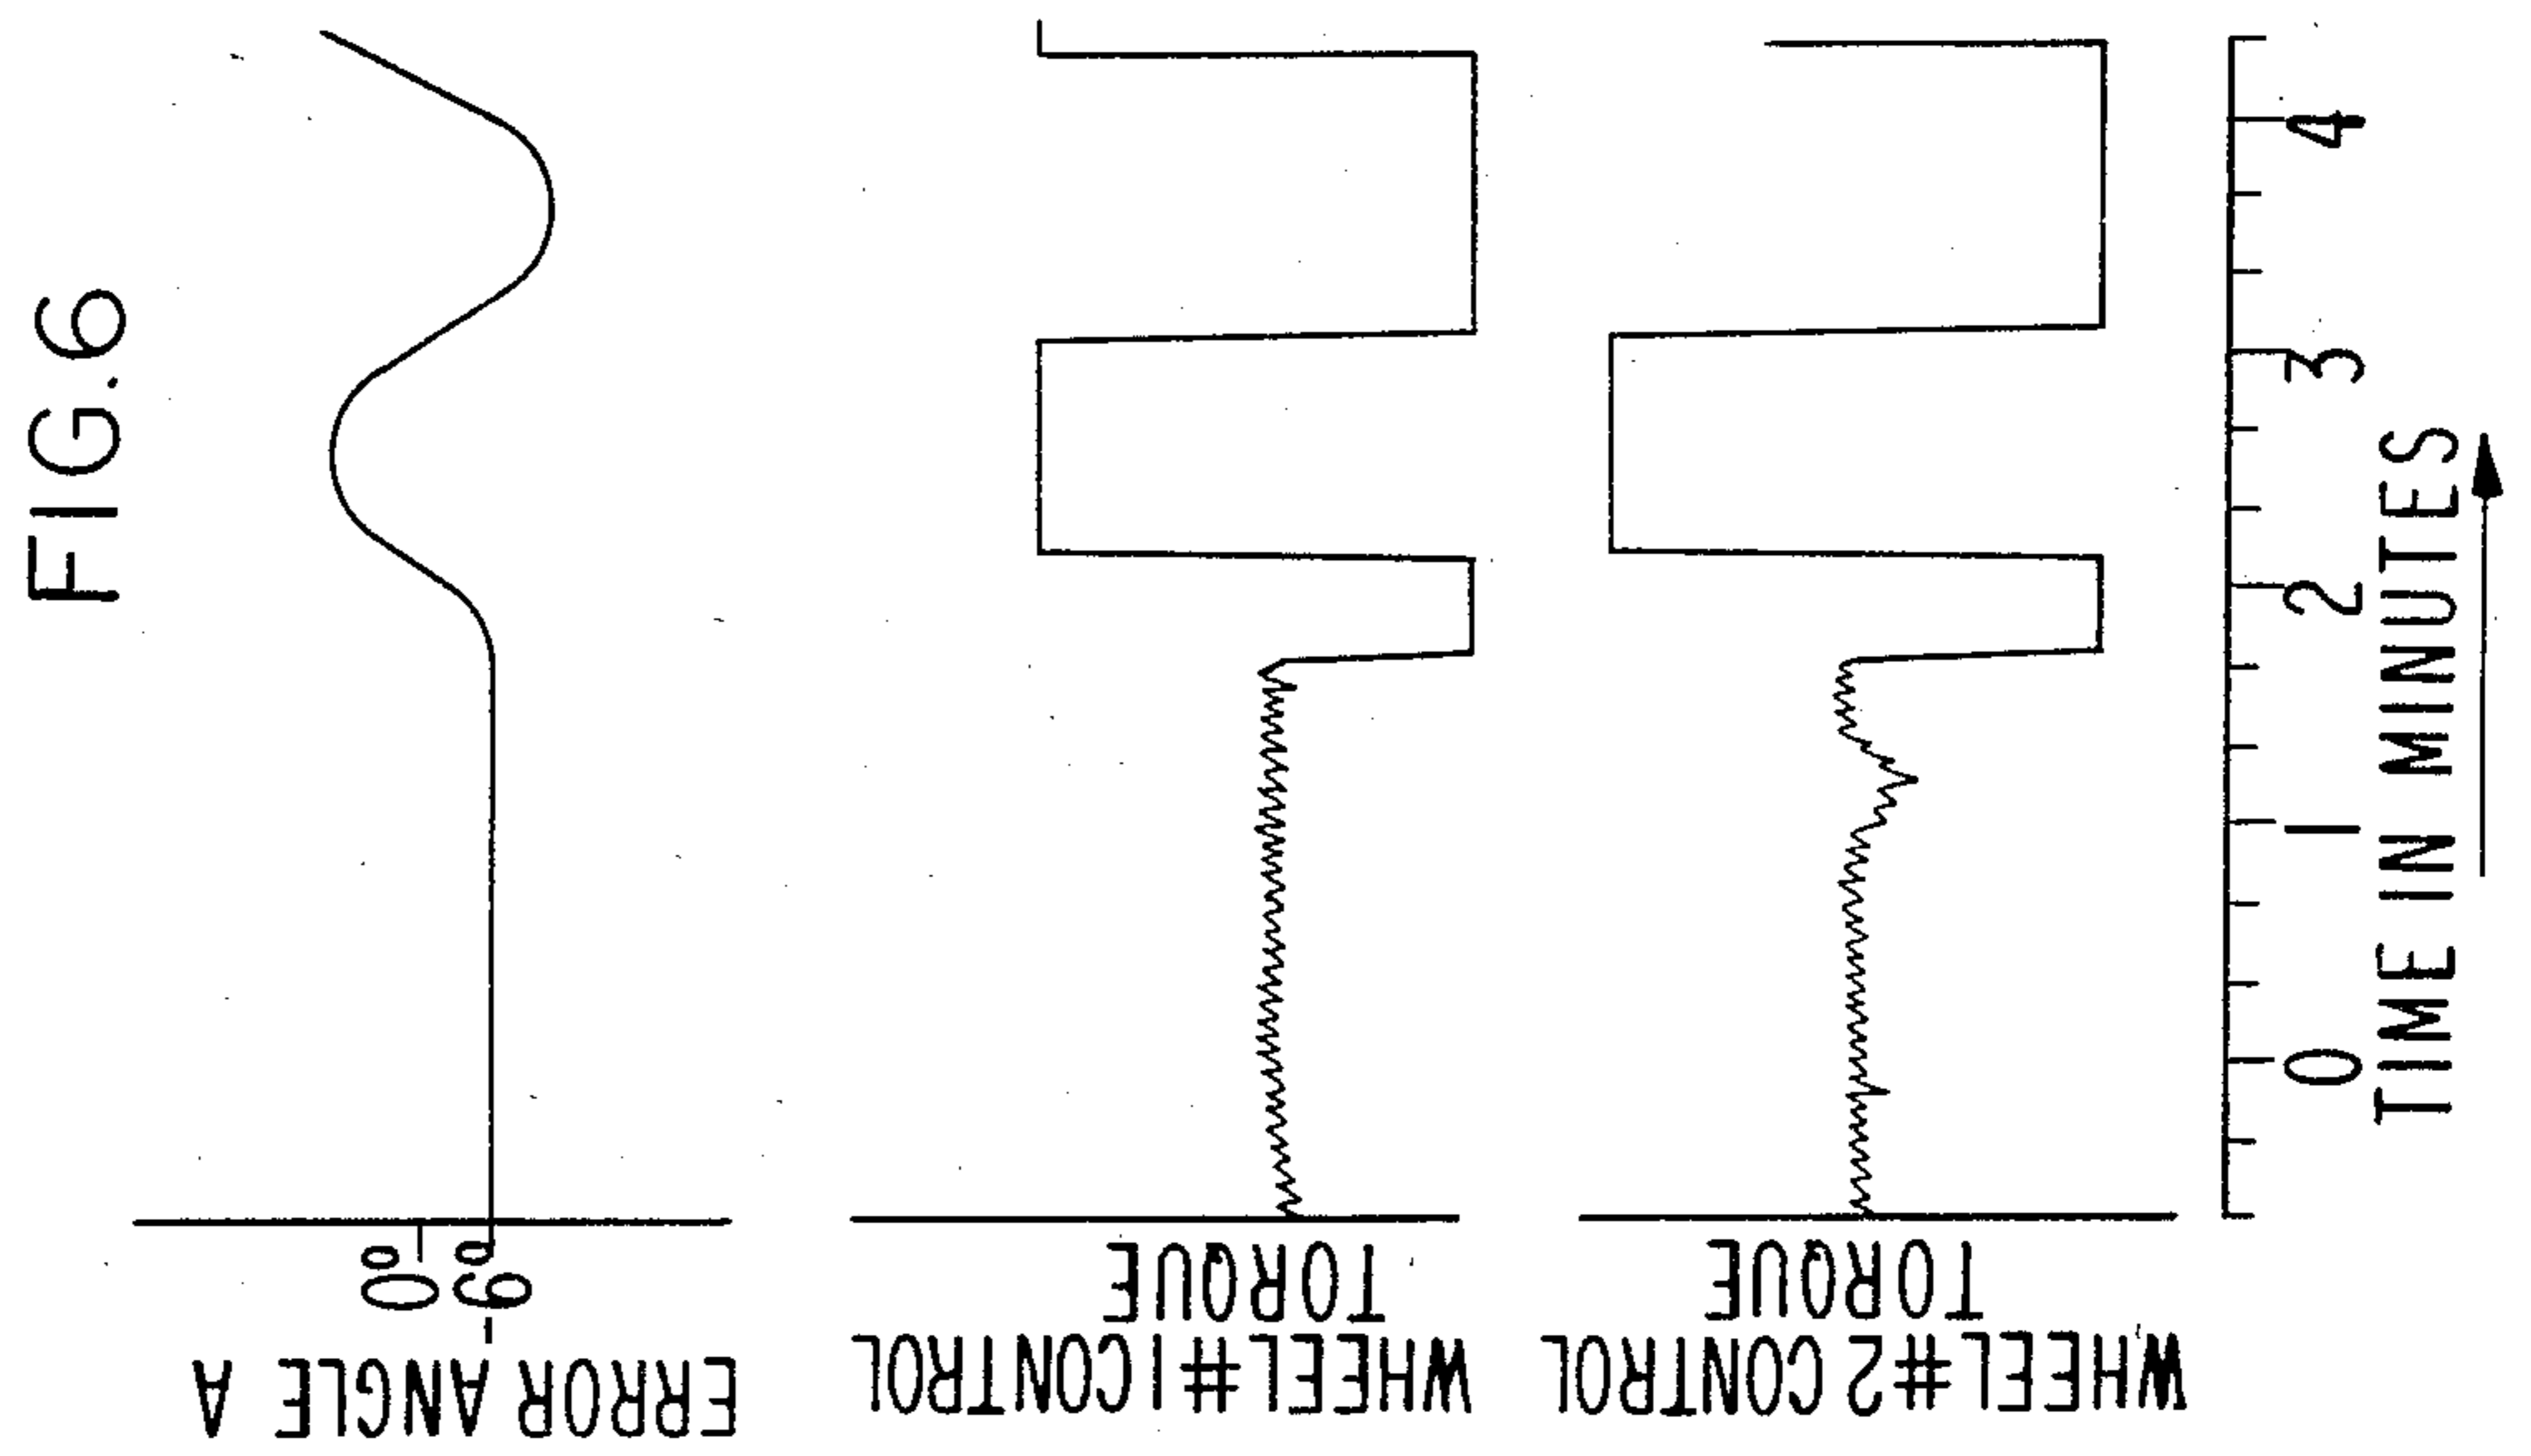 FIG.6
ERROR ANGLE A
0°
-6°
WHEEL #1 CONTROL
TORQUE
WHEEL #2 CONTROL
TORQUE
0 1 2 3 4
TIME IN MINUTES